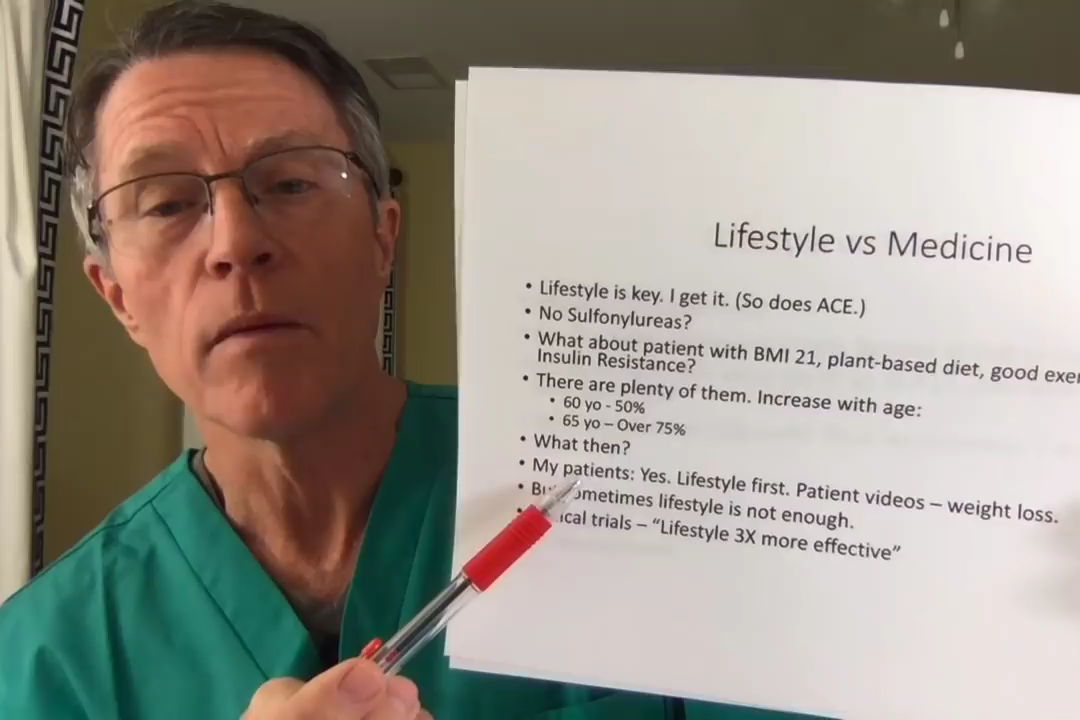 Lifestyle vs Medicine
• Lifestyle is key. I get it. (So does ACE.)
• No Sulfonylureas?
• What about patient with BMI 21, plant-based diet, good
Insulin Resistance?
• There are plenty of them. Increase with age:
• 60 yo - 50%
• 65 yo – Over 75%
• What then?
• My patients: Yes. Lifestyle first. Patient videos – weight loss.
• sometimes lifestyle is not enough.
trials – “Lifestyle 3X more effective”